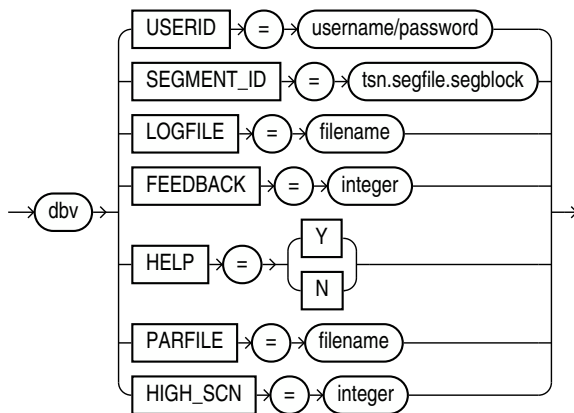 USERID = username/password
SEGMENT_ID = tsn.segfile.segblock
LOGFILE = filename
FEEDBACK = integer
dbv
HELP = Y
N
PARFILE = filename
HIGH_SCN = integer